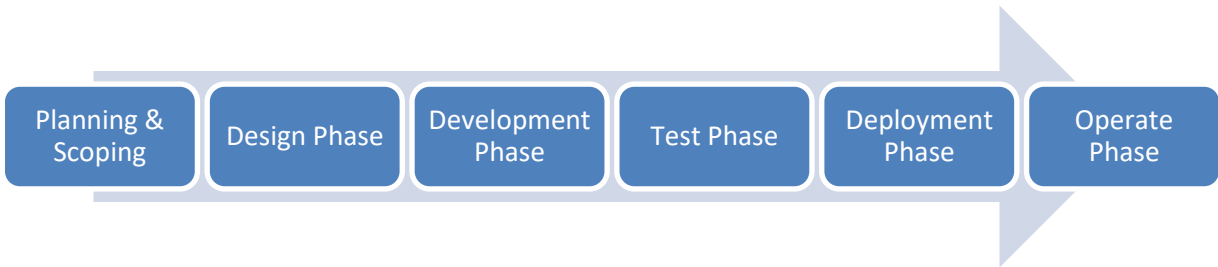 Planning &
Scoping
Design Phase
Development
Phase
Test Phase
Deployment
Phase
Operate
Phase